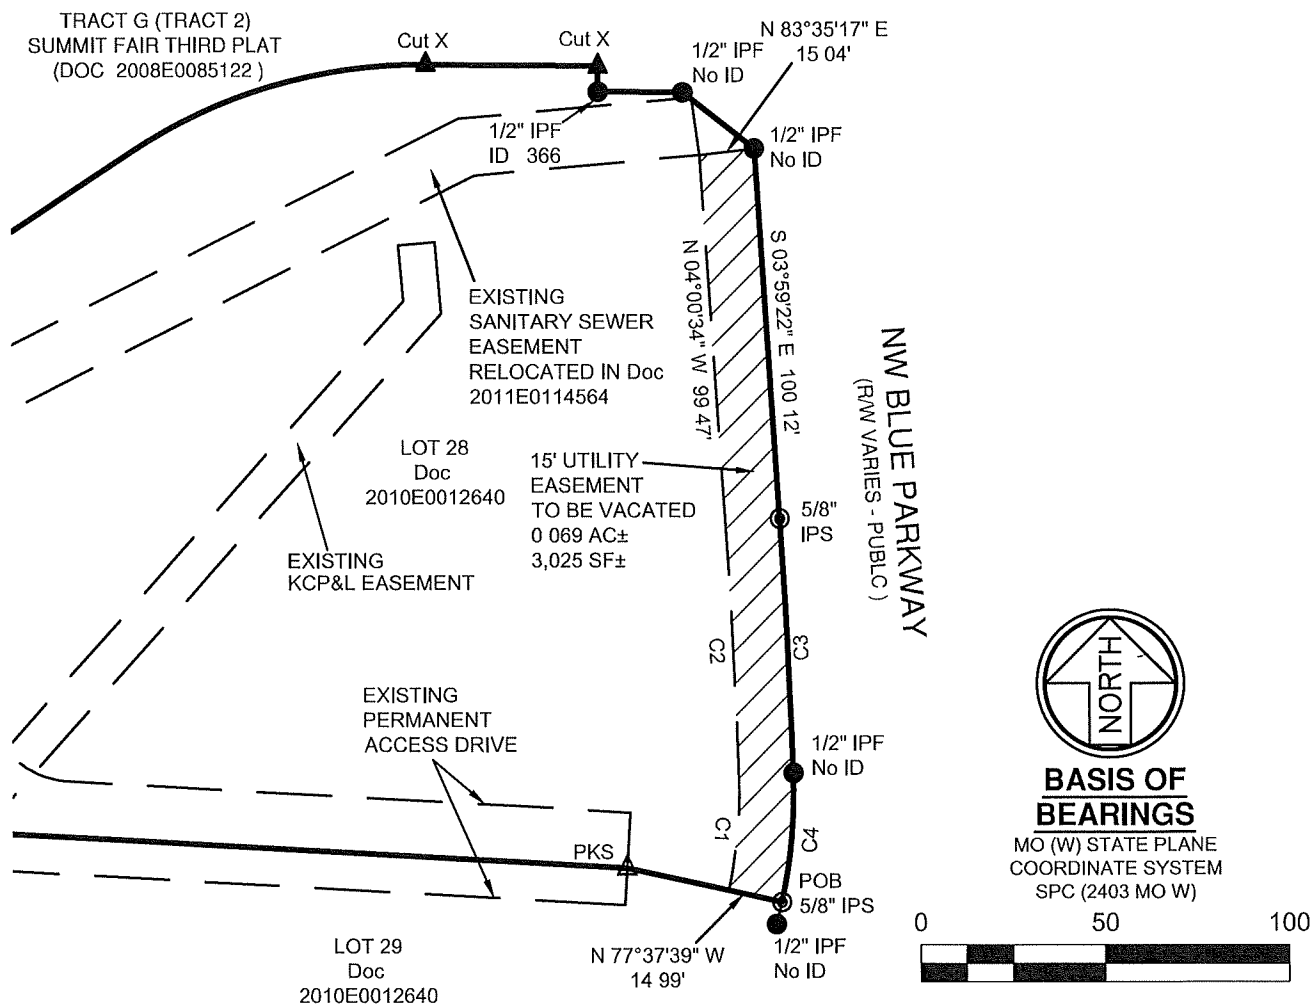 TRACT G (TRACT 2)
SUMMIT FAIR THIRD PLAT
(DOC 2008E0085122 )
Cut X
Cut X
1/2" IPF
No ID
N 83°35'17" E
15 04'
1/2" IPF
ID 366
1/2" IPF
No ID
N 04°00'34" W 99 47'
S 03°59'22" E 100 12'
EXISTING
SANITARY SEWER
EASEMENT
RELOCATED IN Doc
2011E0114564
NW BLUE PARKWAY
(R/W VARIES - PUBLC )
LOT 28
Doc
2010E0012640
15' UTILITY
EASEMENT
TO BE VACATED
0 069 AC±
3,025 SF±
5/8"
IPS
EXISTING
KCP&L EASEMENT
C2
C3
EXISTING
PERMANENT
ACCESS DRIVE
1/2" IPF
No ID
C1
C4
PKS
POB
5/8" IPS
N 77°37'39" W
14 99'
1/2" IPF
No ID
LOT 29
Doc
2010E0012640
NORTH
BASIS OF
BEARINGS
MO (W) STATE PLANE
COORDINATE SYSTEM
SPC (2403 MO W)
0 50 100